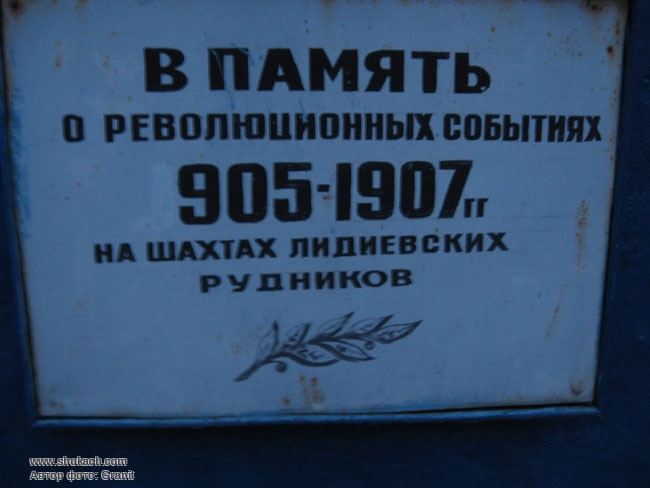 В ПАМЯТЬ
О РЕВОЛЮЦИОННЫХ СОБЫТИЯХ
905-1907гг
НА ШАХТАХ ЛИДИЕВСКИХ
РУДНИКОВ
www.shukach.com
Автор фото: Granit